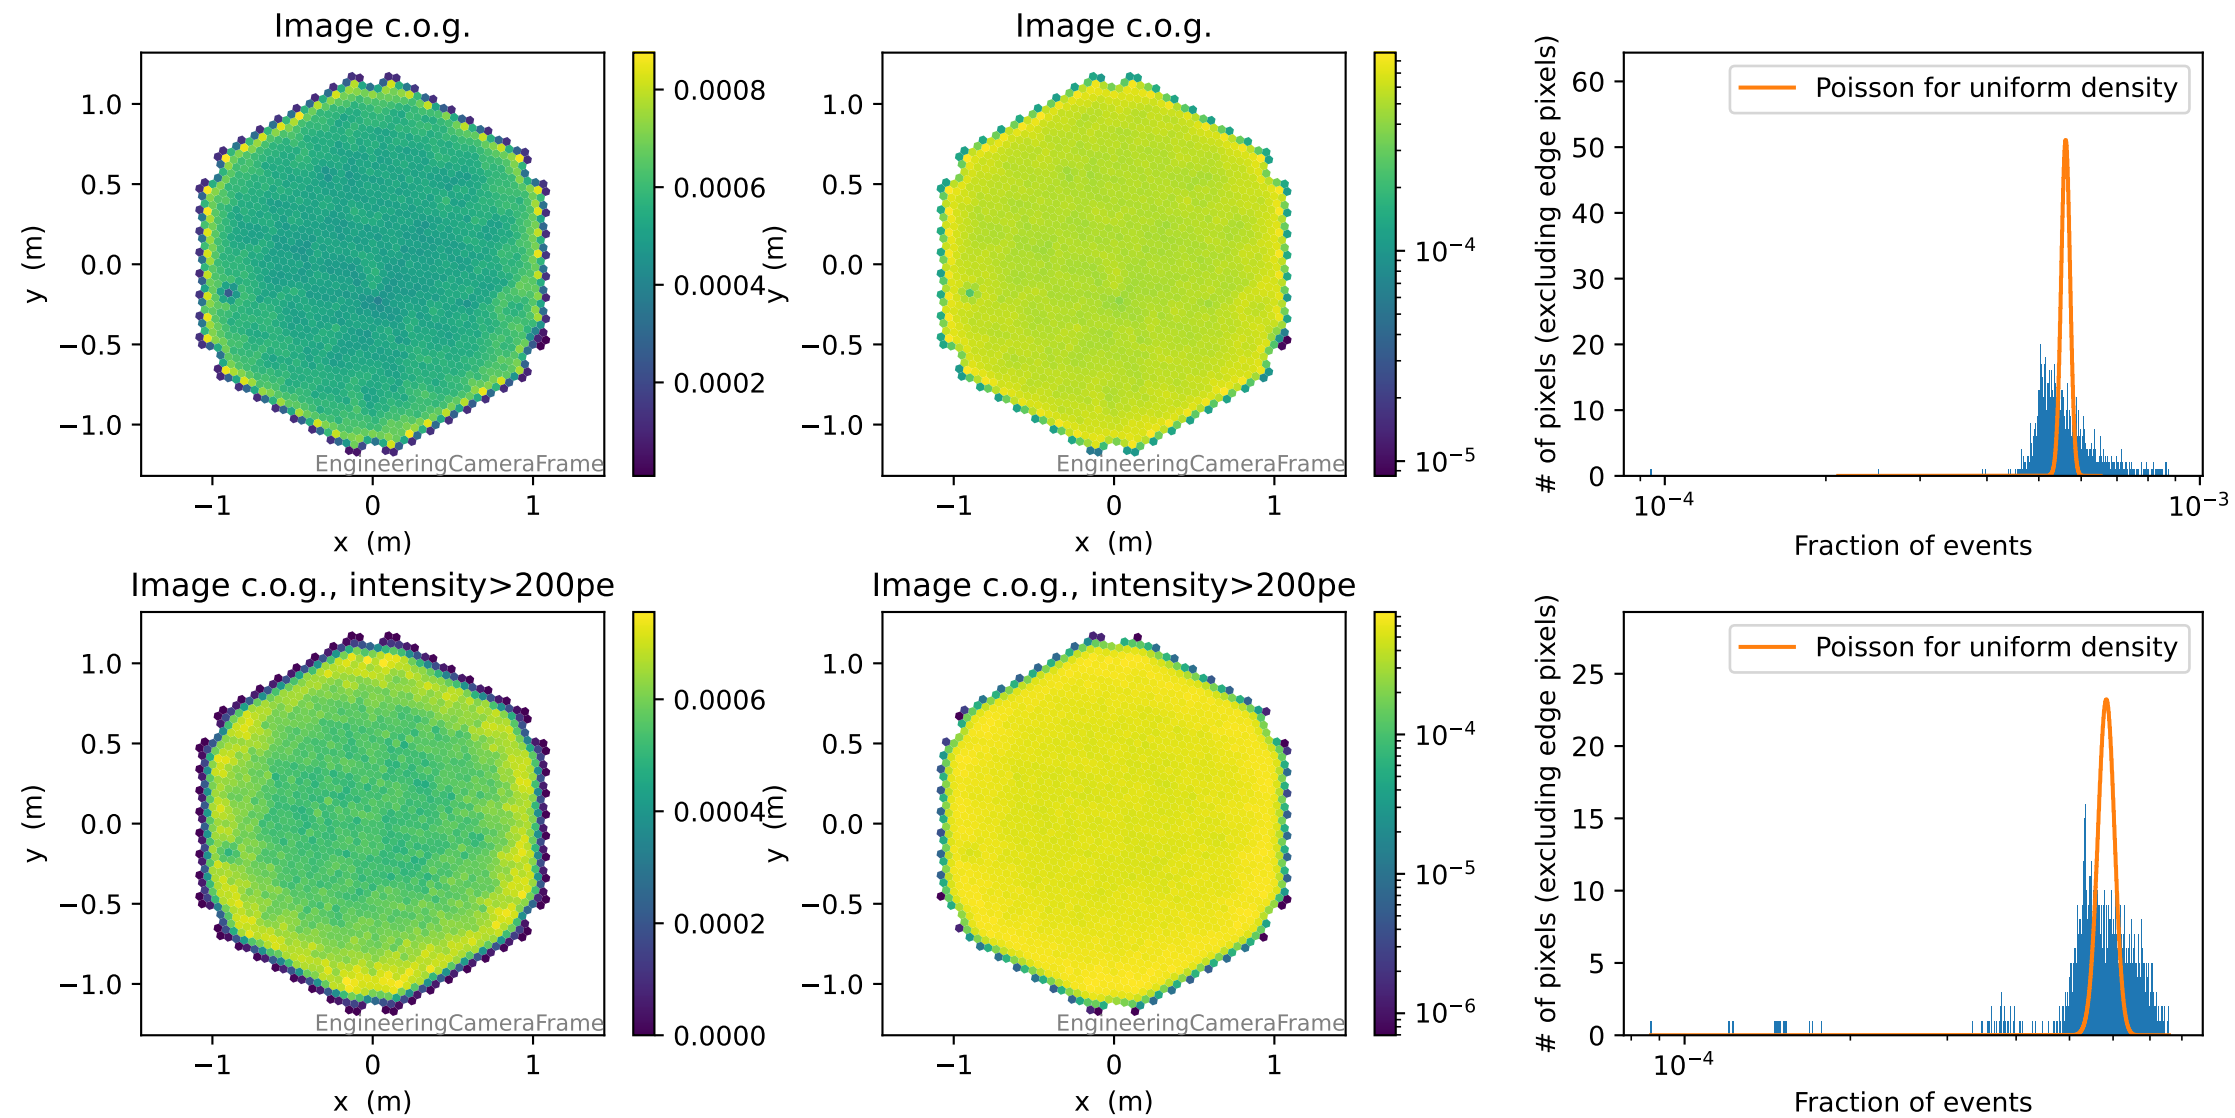 Image c.o.g.
y (m)
1.0
0.5
0.0
−0.5
−1.0
−1 0 1
x (m)
EngineeringCameraFrame
0.0008
0.0006
0.0004
0.0002
Image c.o.g.
y (m)
1.0
0.5
0.0
−0.5
−1.0
−1 0 1
x (m)
EngineeringCameraFrame
10⁻⁴
10⁻⁵
# of pixels (excluding edge pixels)
60
50
40
30
20
10
0
Poisson for uniform density
10⁻⁴ 10⁻³
Fraction of events
Image c.o.g., intensity>200pe
y (m)
1.0
0.5
0.0
−0.5
−1.0
−1 0 1
x (m)
EngineeringCameraFrame
0.0006
0.0004
0.0002
0.0000
Image c.o.g., intensity>200pe
y (m)
1.0
0.5
0.0
−0.5
−1.0
−1 0 1
x (m)
EngineeringCameraFrame
10⁻⁴
10⁻⁵
10⁻⁶
# of pixels (excluding edge pixels)
25
20
15
10
5
0
Poisson for uniform density
10⁻⁴
Fraction of events